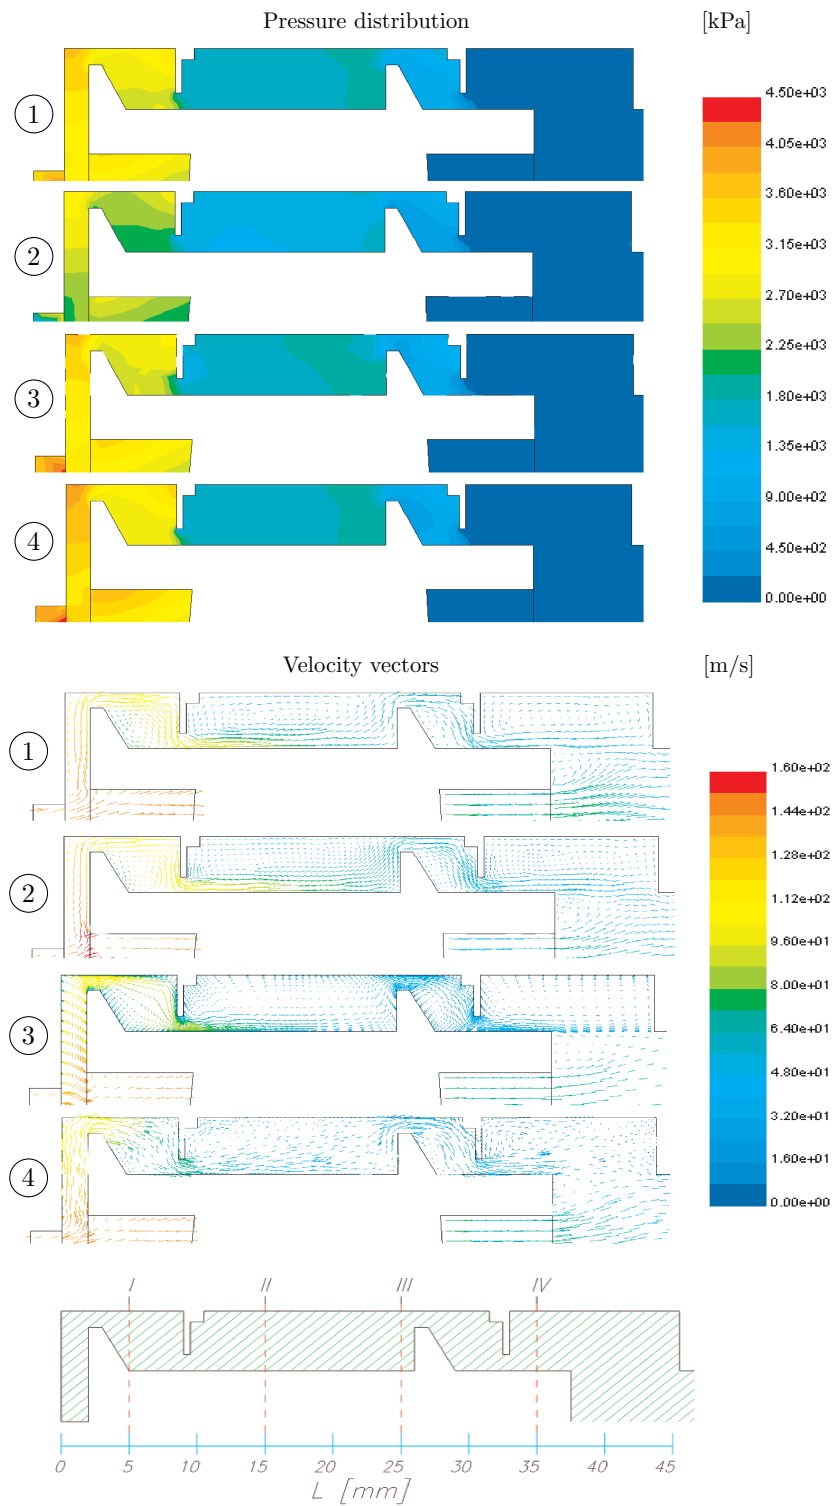 Pressure distribution [kPa]
4.50e+03
1
4.05e+03
3.60e+03
2
3.15e+03
2.70e+03
2.25e+03
3
1.80e+03
1.35e+03
9.00e+02
4
4.50e+02
0.00e+00
Velocity vectors [m/s]
1
1.60e+02
1.44e+02
1.28e+02
2
1.12e+02
9.60e+01
8.00e+01
3
6.40e+01
4.80e+01
3.20e+01
4
1.60e+01
0.00e+00
I II III IV
0 5 10 15 20 25 30 35 40 45
L [mm]